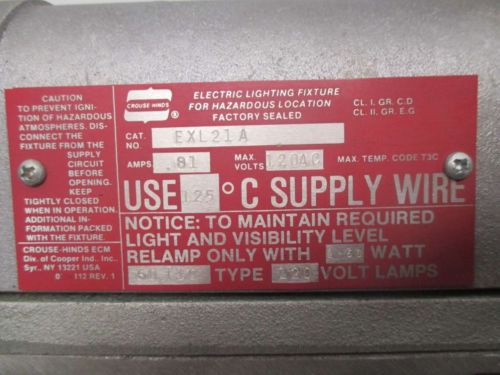 CAUTION
TO PREVENT IGNI-
TION OF HAZARDOUS
ATMOSPHERES. DIS-
CONNECT THE
FIXTURE FROM THE
SUPPLY
CIRCUIT
BEFORE
OPENING.
KEEP
TIGHTLY CLOSED
WHEN IN OPERATION.
ADDITIONAL IN-
FORMATION PACKED
WITH THE FIXTURE.
CROUSE-HINDS ECM
Div. of Cooper Ind. Inc.
Syr., NY 13221 USA
112 REV. 1
CROUSE-HINDS
®
ELECTRIC LIGHTING FIXTURE
FOR HAZARDOUS LOCATION
FACTORY SEALED
CL. I. GR. C.D
CL. II. GR. E.G
CAT. NO. EXL21A
AMPS. .81 MAX. VOLTS 120AC MAX. TEMP. CODE T3C
USE 125 °C SUPPLY WIRE
NOTICE: TO MAINTAIN REQUIRED
LIGHT AND VISIBILITY LEVEL
RELAMP ONLY WITH WATT
TYPE 120 VOLT LAMPS